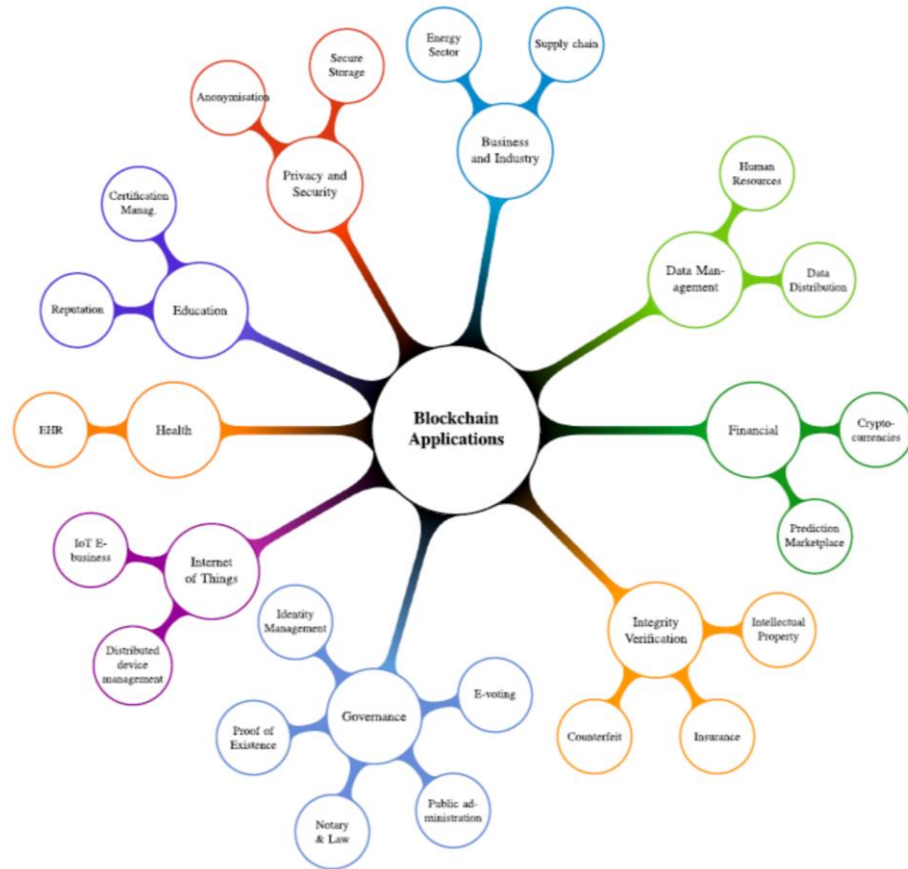 Energy
Sector
Supply chain
Secure
Storage
Anonymisation
Business
and Industry
Privacy and
Security
Human
Resources
Certification
Manag.
Data Man-
agement
Data
Distribution
Reputation
Education
Blockchain
Applications
EHR
Health
Financial
Crypto-
currencies
Prediction
Marketplace
IoT E-
business
Internet
of Things
Distributed
device
management
Identity
Management
Integrity
Verification
Intellectual
Property
Governance
E-voting
Proof of
Existence
Counterfeit
Insurance
Notary
& Law
Public ad-
ministration